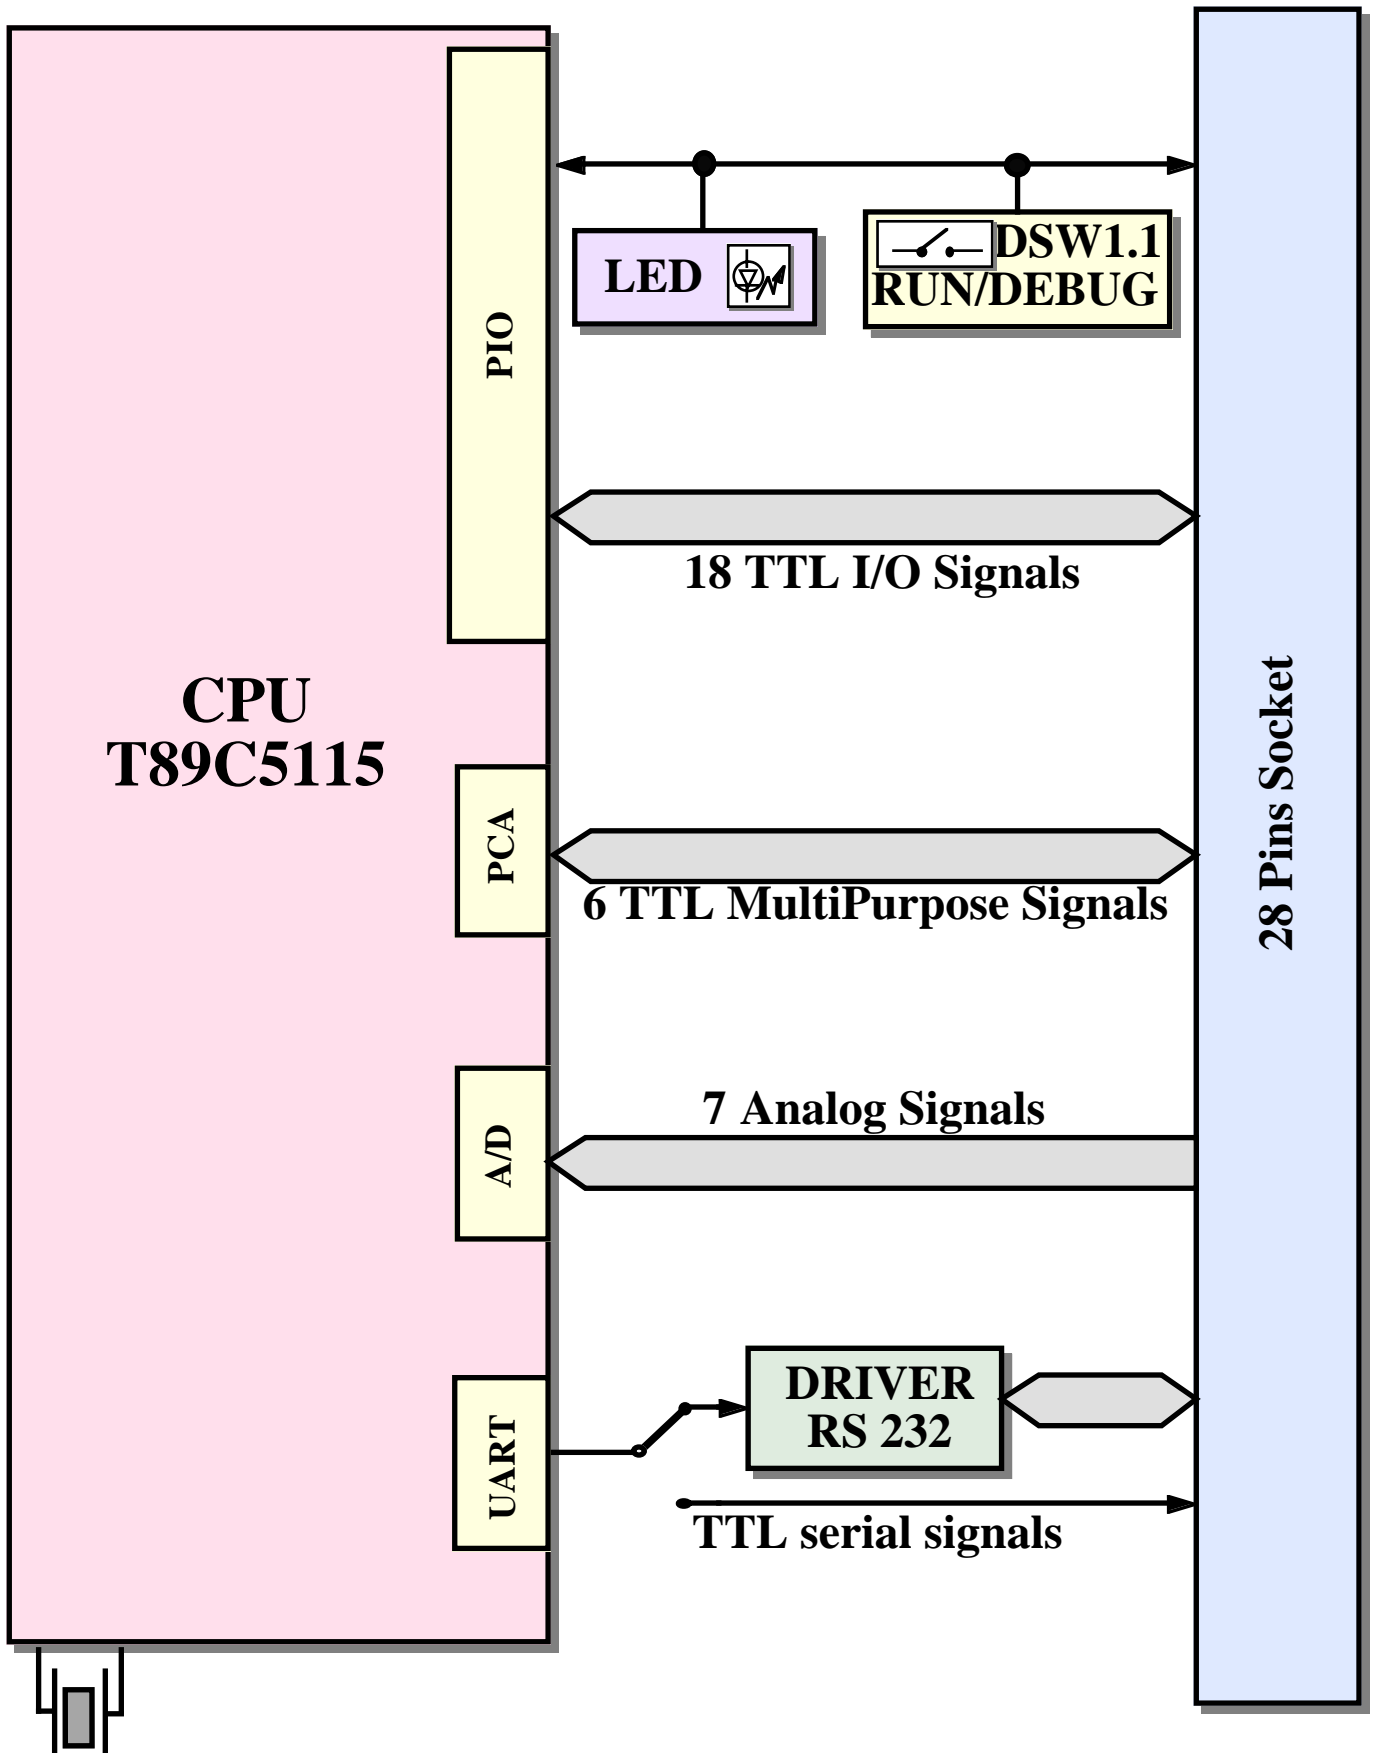 LED
DSW1.1
RUN/DEBUG
PIO
18 TTL I/O Signals
CPU
T89C5115
28 Pins Socket
PCA
6 TTL MultiPurpose Signals
7 Analog Signals
A/D
DRIVER
RS 232
UART
TTL serial signals